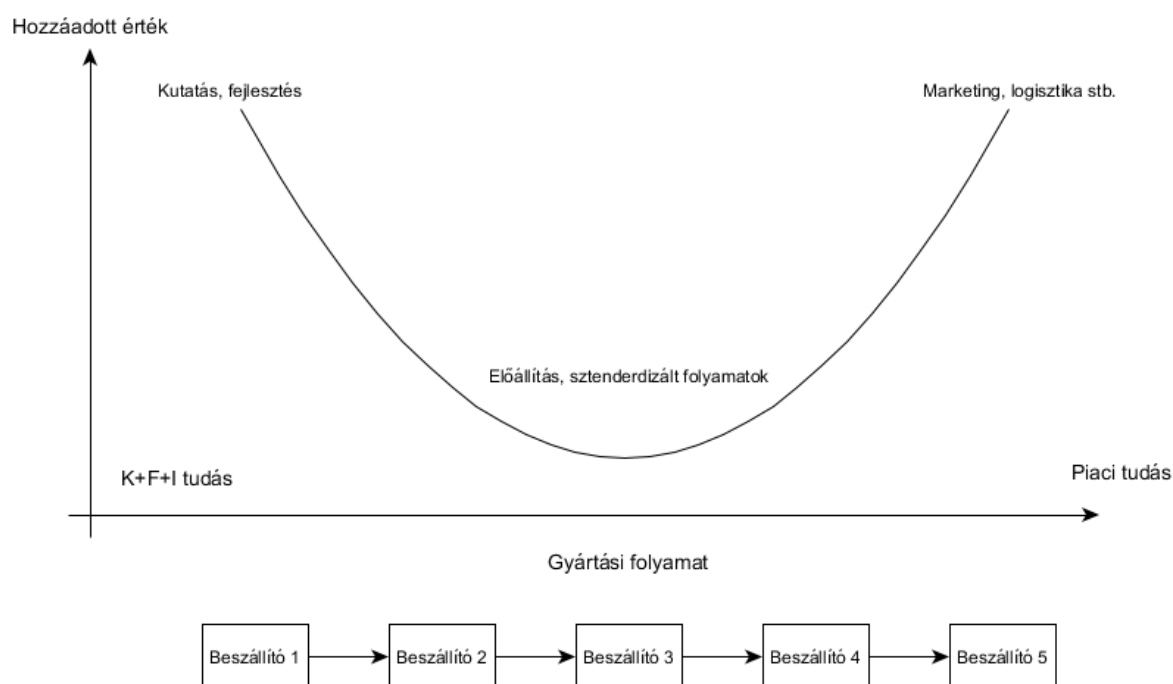 Hozzáadott érték
Kutatás, fejlesztés
Marketing, logisztika stb.
Előállítás, sztenderdizált folyamatok
K+F+I tudás
Piaci tudás
Gyártási folyamat
Beszállító 1
Beszállító 2
Beszállító 3
Beszállító 4
Beszállító 5